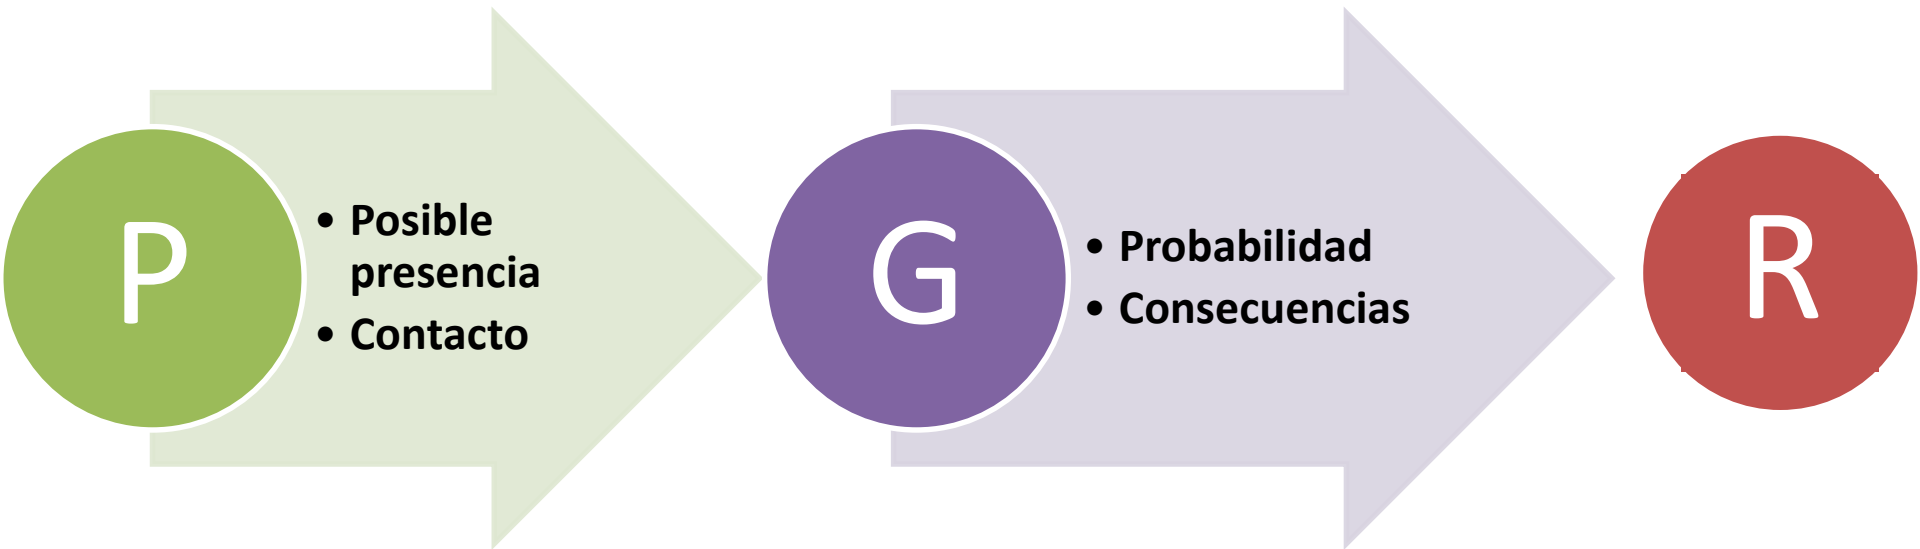 P
• Posible
presencia
• Contacto
G
• Probabilidad
• Consecuencias
R